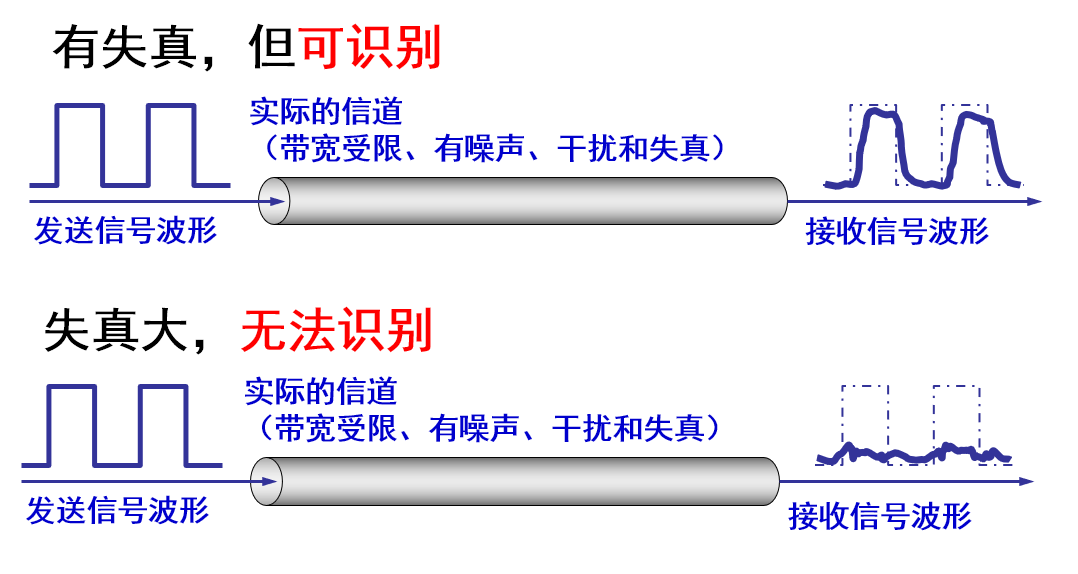 有失真，但可识别
实际的信道
（带宽受限、有噪声、干扰和失真）
发送信号波形
接收信号波形
失真大，无法识别
实际的信道
（带宽受限、有噪声、干扰和失真）
发送信号波形
接收信号波形